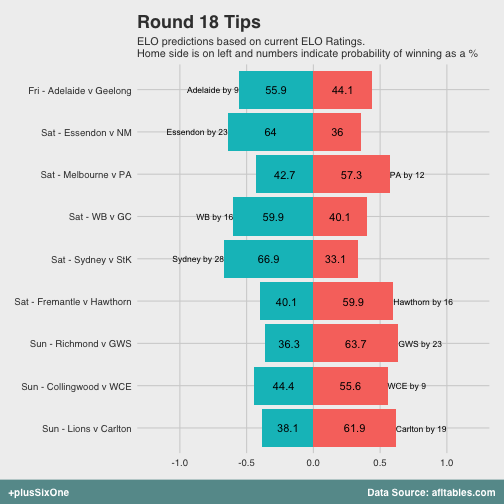 Round 18 Tips
ELO predictions based on current ELO Ratings.
Home side is on left and numbers indicate probability of winning as a %
Fri - Adelaide v Geelong Adelaide by 9 55.9 44.1
Sat - Essendon v NM Essendon by 23 64 36
Sat - Melbourne v PA 42.7 57.3 PA by 12
Sat - WB v GC WB by 16 59.9 40.1
Sat - Sydney v StK Sydney by 28 66.9 33.1
Sat - Fremantle v Hawthorn 40.1 59.9 Hawthorn by 16
Sun - Richmond v GWS 36.3 63.7 GWS by 23
Sun - Collingwood v WCE 44.4 55.6 WCE by 9
Sun - Lions v Carlton 38.1 61.9 Carlton by 19
-1.0 -0.5 0.0 0.5 1.0
+plusSixOne Data Source: afltables.com